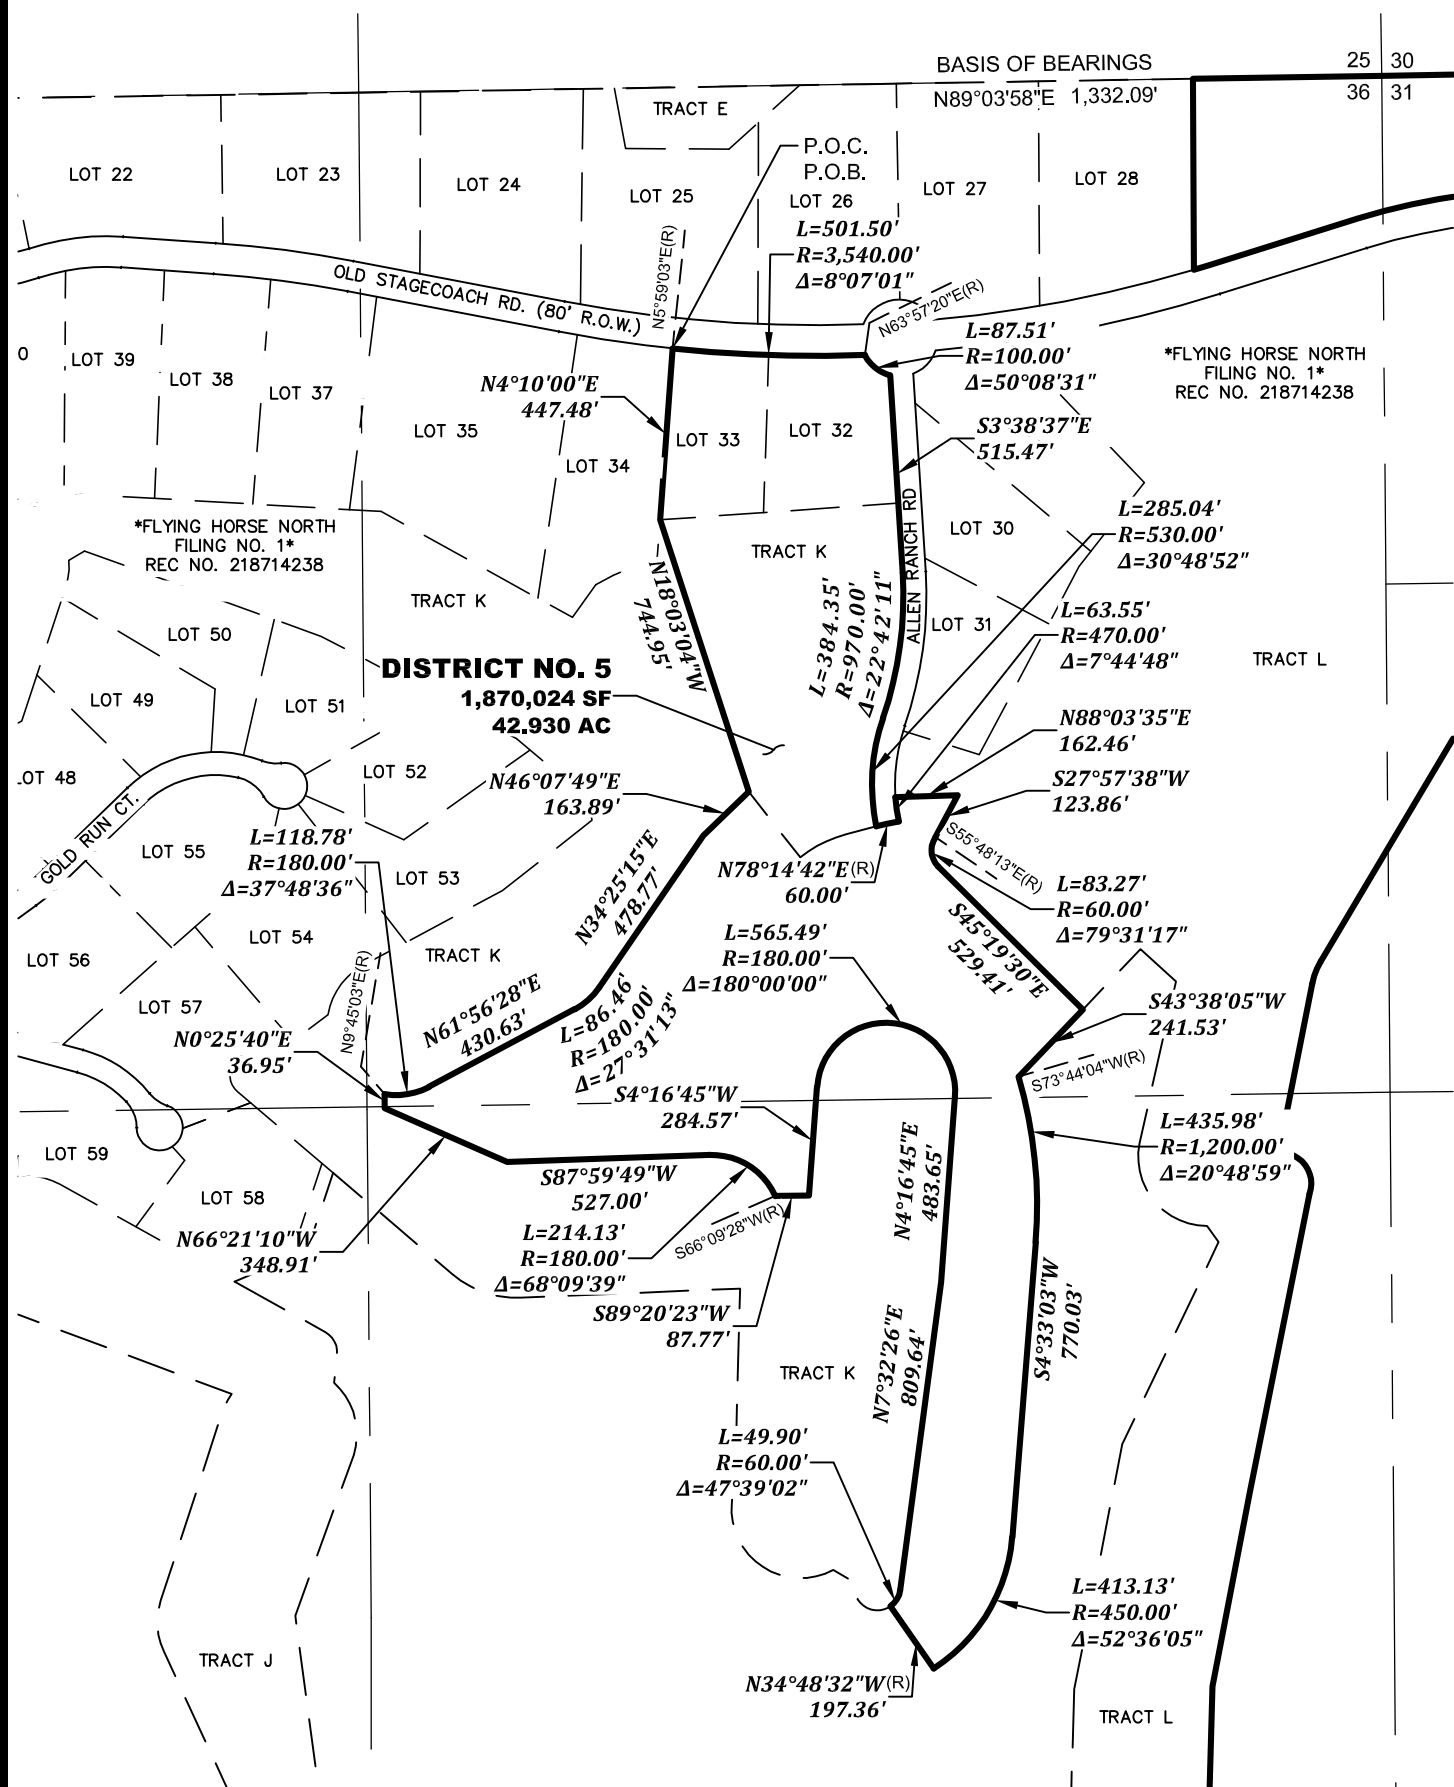 BASIS OF BEARINGS
N89°03'58"E 1,332.09'
25 30
36 31
TRACT E
P.O.C.
P.O.B.
LOT 22
LOT 23
LOT 24
LOT 25
LOT 26
LOT 27
LOT 28
L=501.50'
R=3,540.00'
Δ=8°07'01"
N5°59'03"E(R)
OLD STAGECOACH RD. (80' R.O.W.)
N63°57'20"E(R)
L=87.51'
R=100.00'
Δ=50°08'31"
*FLYING HORSE NORTH
FILING NO. 1*
REC NO. 218714238
0
LOT 39
LOT 38
LOT 37
LOT 35
LOT 34
LOT 33
LOT 32
N4°10'00"E
447.48'
S3°38'37"E
515.47'
*FLYING HORSE NORTH
FILING NO. 1*
REC NO. 218714238
TRACT K
TRACT K
ALLEN RANCH RD
LOT 30
LOT 31
L=285.04'
R=530.00'
Δ=30°48'52"
L=63.55'
R=470.00'
Δ=7°44'48"
TRACT L
N18°03'04"W
744.95'
L=384.35'
R=970.00'
Δ=22°42'11"
LOT 50
LOT 49
LOT 51
DISTRICT NO. 5
1,870,024 SF
42.930 AC
N88°03'35"E
162.46'
S27°57'38"W
123.86'
.OT 48
LOT 52
N46°07'49"E
163.89'
GOLD RUN CT.
LOT 55
L=118.78'
R=180.00'
Δ=37°48'36"
LOT 53
N34°25'15"E
478.77'
N78°14'42"E(R)
60.00'
S55°48'13"E(R)
L=83.27'
R=60.00'
Δ=79°31'17"
LOT 56
LOT 54
TRACT K
LOT 57
N9°45'03"E(R)
N0°25'40"E
36.95'
N61°56'28"E
430.63'
L=86.46'
R=180.00'
Δ=27°31'13"
L=565.49'
R=180.00'
Δ=180°00'00"
S45°19'30"E
529.41'
S43°38'05"W
241.53'
S73°44'04"W(R)
S4°16'45"W
284.57'
L=435.98'
R=1,200.00'
Δ=20°48'59"
LOT 59
LOT 58
S87°59'49"W
527.00'
N66°21'10"W
348.91'
L=214.13'
R=180.00'
Δ=68°09'39"
S66°09'28"W(R)
N4°16'45"E
483.65'
S89°20'23"W
87.77'
TRACT K
N7°32'26"E
809.64'
S4°33'03"W
770.03'
L=49.90'
R=60.00'
Δ=47°39'02"
L=413.13'
R=450.00'
Δ=52°36'05"
TRACT J
N34°48'32"W(R)
197.36'
TRACT L